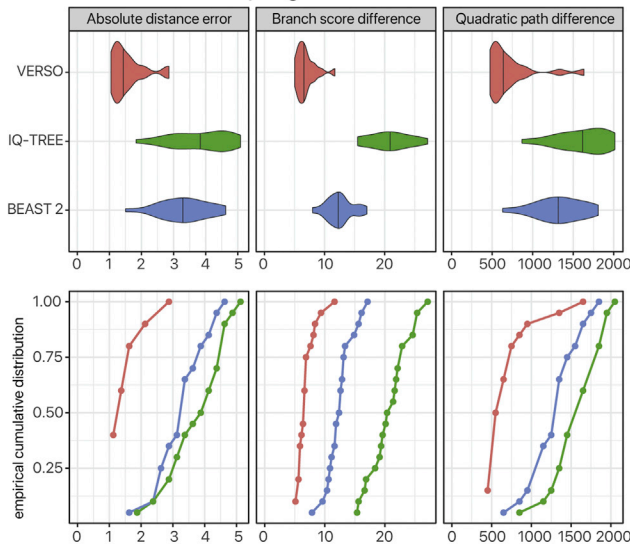 Absolute distance error
Branch score difference
Quadratic path difference
VERSO
IQ-TREE
BEAST 2
0 1 2 3 4 5
0 10 20
0 500 1000 1500 2000
empirical cumulative distribution
1.00
0.75
0.50
0.25
0 1 2 3 4 5
0 10 20
0 500 1000 1500 2000